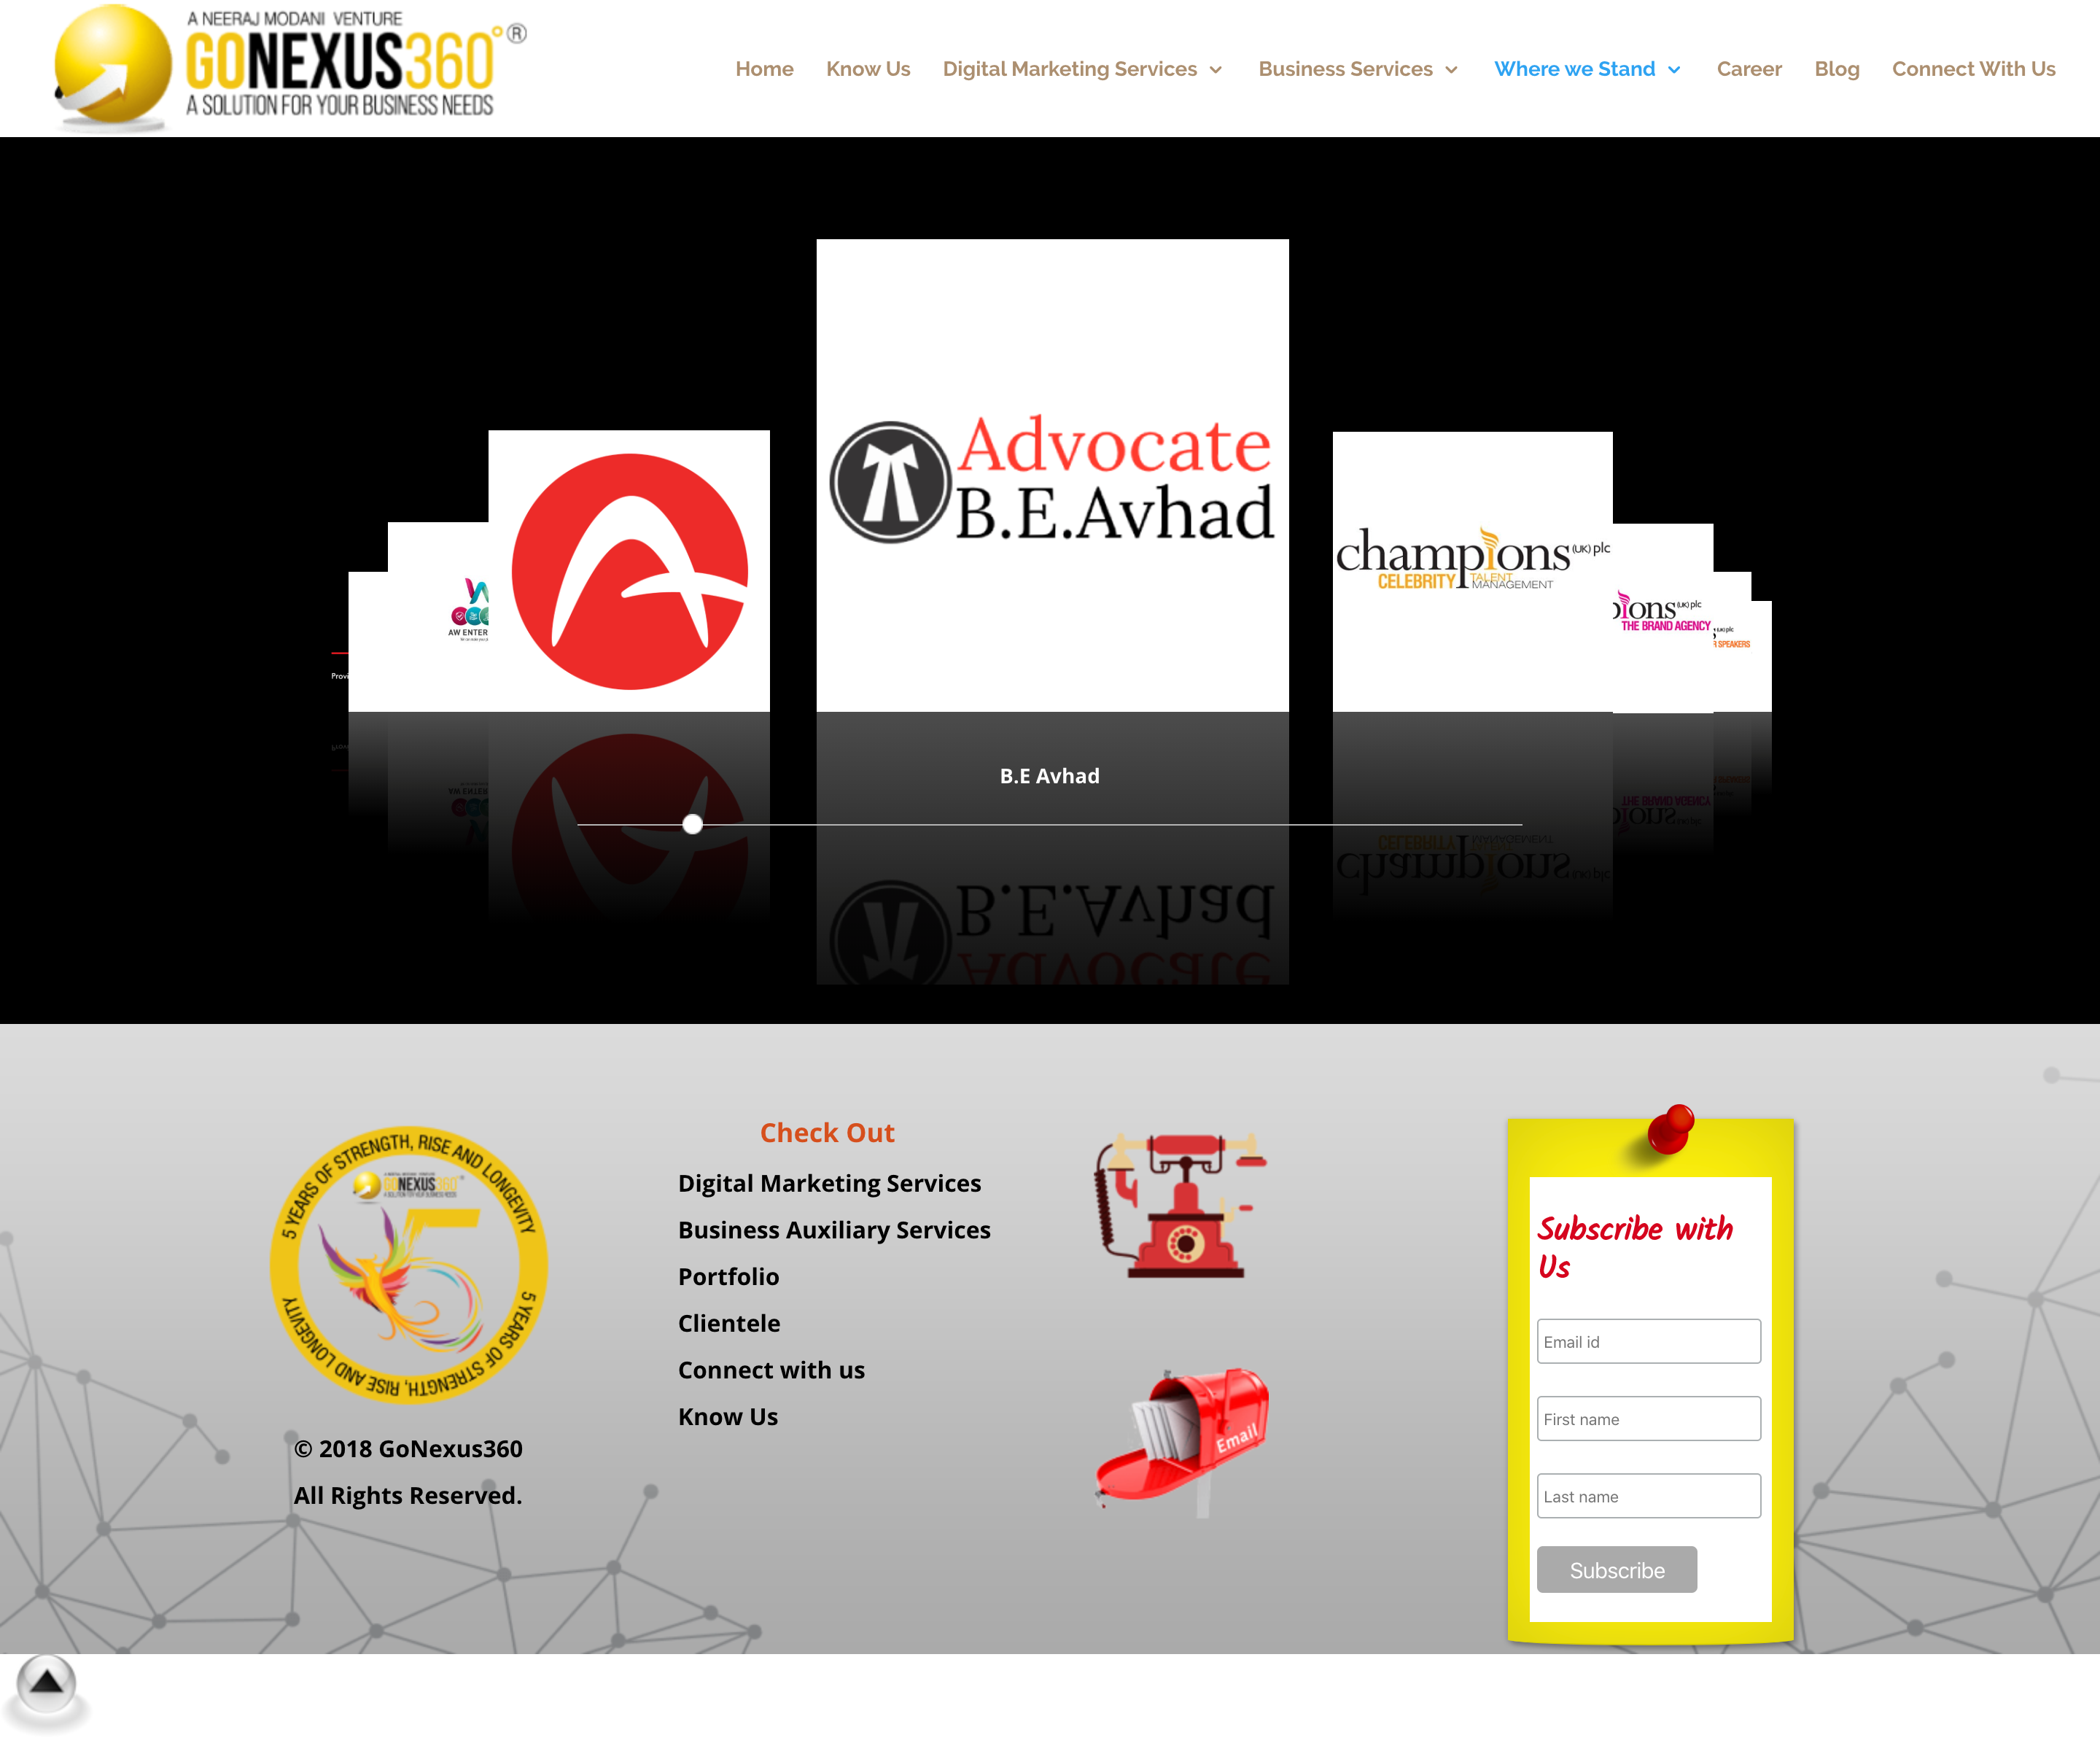 A NEERAJ MODANI VENTURE
GONEXUS360°®
A SOLUTION FOR YOUR BUSINESS NEEDS
Home
Know Us
Digital Marketing Services
Business Services
Where we Stand
Career
Blog
Connect With Us
Advocate
B.E.Avhad
champions (UK) plc
CELEBRITY TALENT MANAGEMENT
pions (UK) plc
THE BRAND AGENCY
(UK) plc
R SPEAKERS
AW ENTER
Provi
B.E Avhad
5 YEARS OF STRENGTH, RISE AND LONGEVITY
GONEXUS360°
5 YEARS OF STRENGTH, RISE AND LONGEVITY
© 2018 GoNexus360
All Rights Reserved.
Check Out
Digital Marketing Services
Business Auxiliary Services
Portfolio
Clientele
Connect with us
Know Us
Email
Subscribe with
Us
Email id
First name
Last name
Subscribe